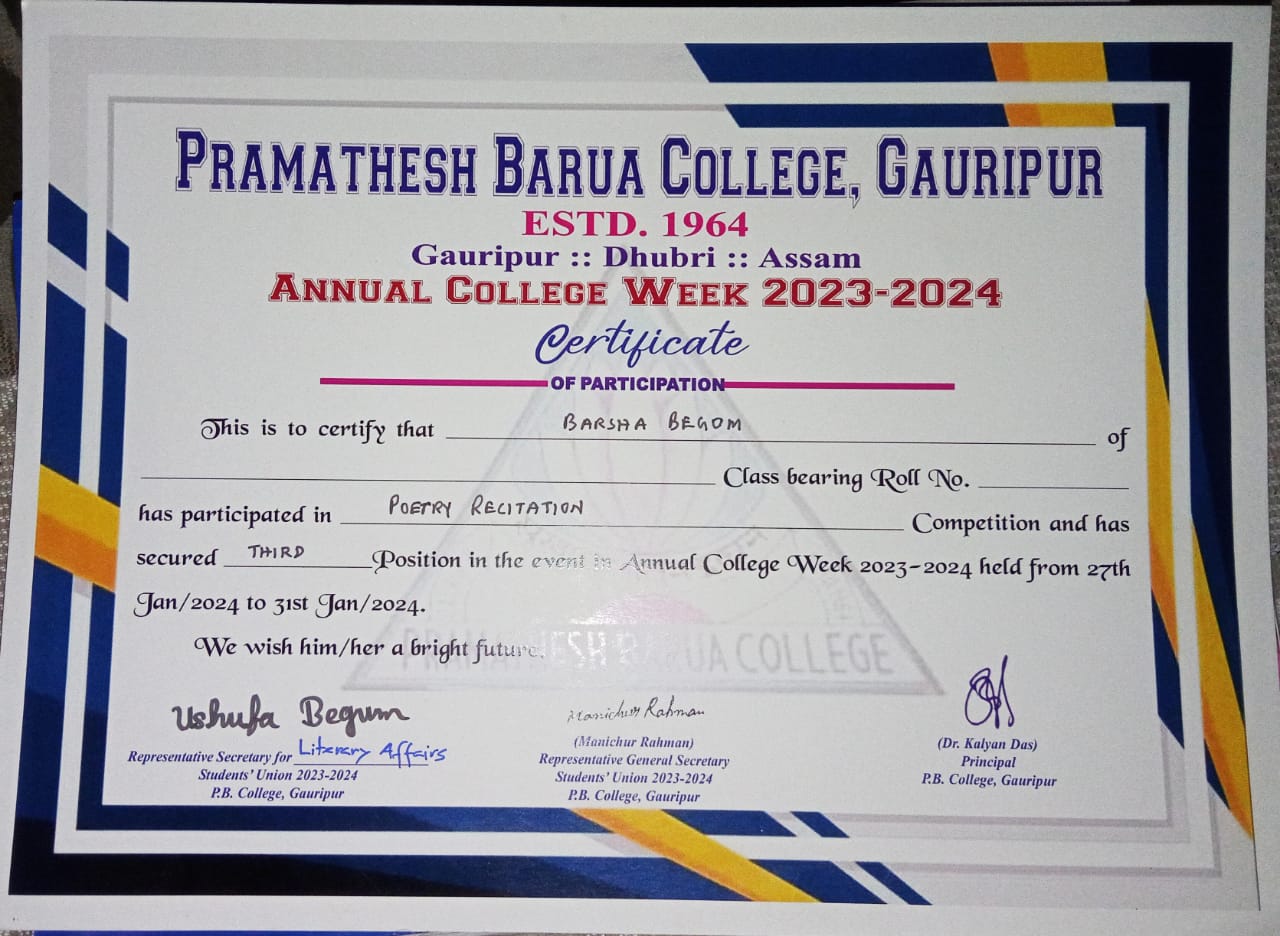 PRAMATHESH BARUA COLLEGE, GAURIPUR
ESTD. 1964
Gauripur :: Dhubri :: Assam
ANNUAL COLLEGE WEEK 2023-2024
Certificate
OF PARTICIPATION
This is to certify that BARSHA BEGOM of
Class bearing Roll No.
has participated in POETRY RECITATION Competition and has
secured THIRD Position in the event in Annual College Week 2023-2024 held from 27th
Jan/2024 to 31st Jan/2024.
We wish him/her a bright future.
PRAMATHESH BARUA COLLEGE
Ushufa Begum
Representative Secretary for Literary Affairs
Students' Union 2023-2024
P.B. College, Gauripur
Manichur Rahman
(Manichur Rahman)
Representative General Secretary
Students' Union 2023-2024
P.B. College, Gauripur
(Dr. Kalyan Das)
Principal
P.B. College, Gauripur